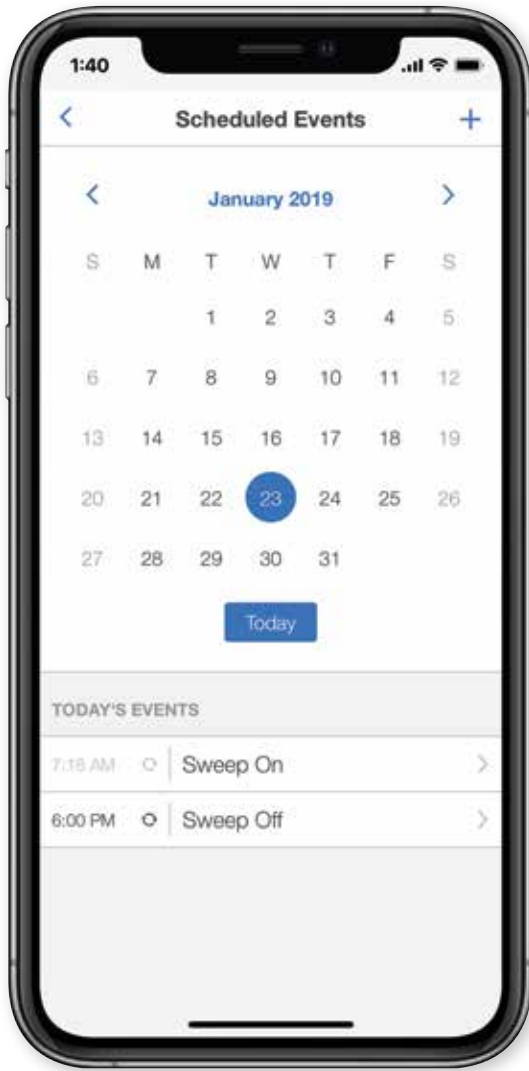 1:40
Scheduled Events
January 2019
S M T W T F S
1 2 3 4 5
6 7 8 9 10 11 12
13 14 15 16 17 18 19
20 21 22 23 24 25 26
27 28 29 30 31
Today
TODAY'S EVENTS
AM Sweep On
6:00 PM Sweep Off